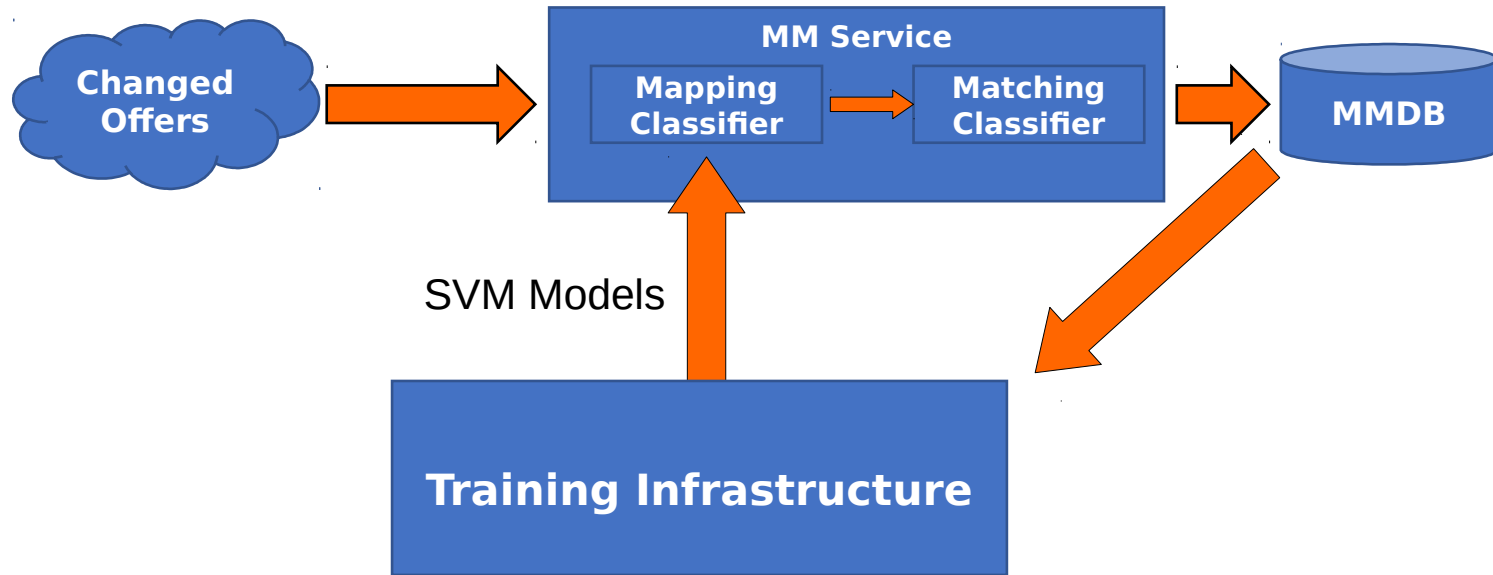 Changed
Offers
MM Service
Mapping
Classifier
Matching
Classifier
MMDB
SVM Models
Training Infrastructure